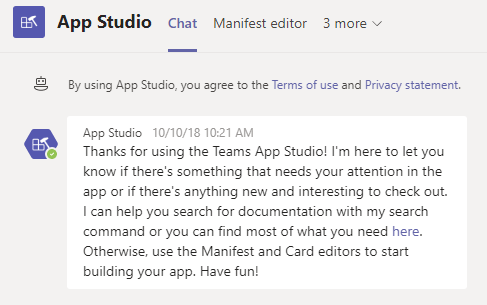 App Studio Chat Manifest editor 3 more
By using App Studio, you agree to the Terms of use and Privacy statement.
App Studio 10/10/18 10:21 AM
Thanks for using the Teams App Studio! I'm here to let you
know if there's something that needs your attention in the
app or if there's anything new and interesting to check out.
I can help you search for documentation with my search
command or you can find most of what you need here.
Otherwise, use the Manifest and Card editors to start
building your app. Have fun!